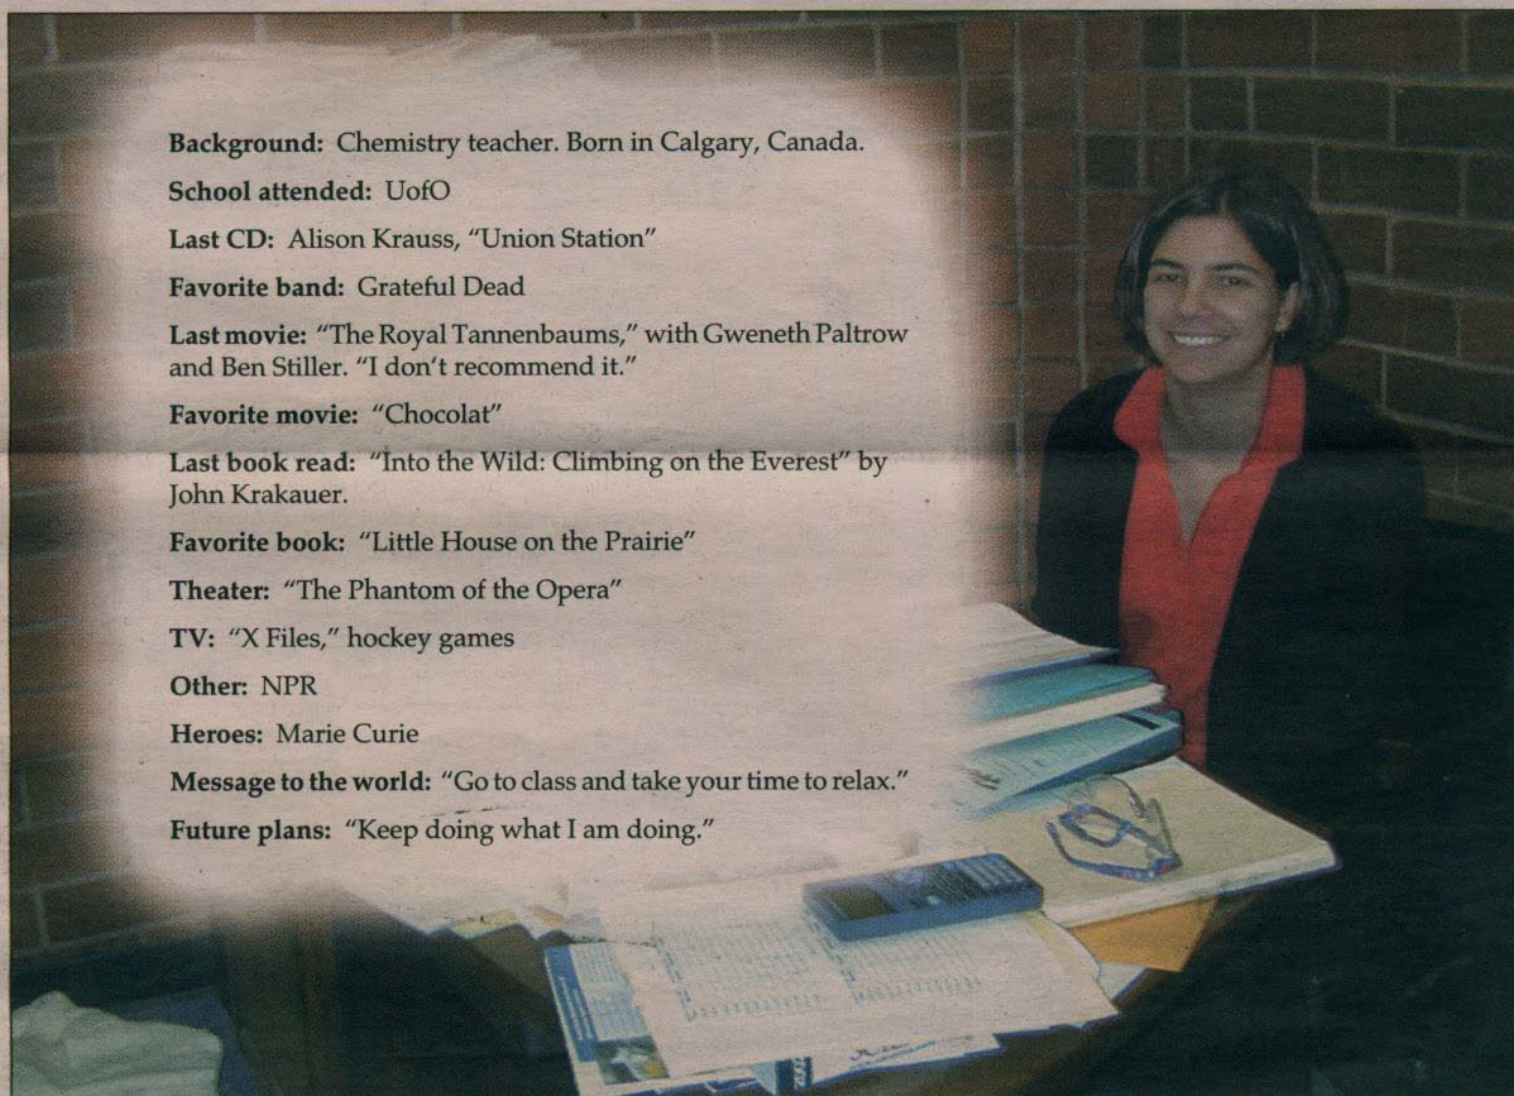 Background: Chemistry teacher. Born in Calgary, Canada.
School attended: UofO
Last CD: Alison Krauss, “Union Station”
Favorite band: Grateful Dead
Last movie: “The Royal Tannenbaums,” with Gweneth Paltrow
and Ben Stiller. “I don’t recommend it.”
Favorite movie: “Chocolat”
Last book read: “Into the Wild: Climbing on the Everest” by
John Krakauer.
Favorite book: “Little House on the Prairie”
Theater: “The Phantom of the Opera”
TV: “X Files,” hockey games
Other: NPR
Heroes: Marie Curie
Message to the world: “Go to class and take your time to relax.”
Future plans: “Keep doing what I am doing.”